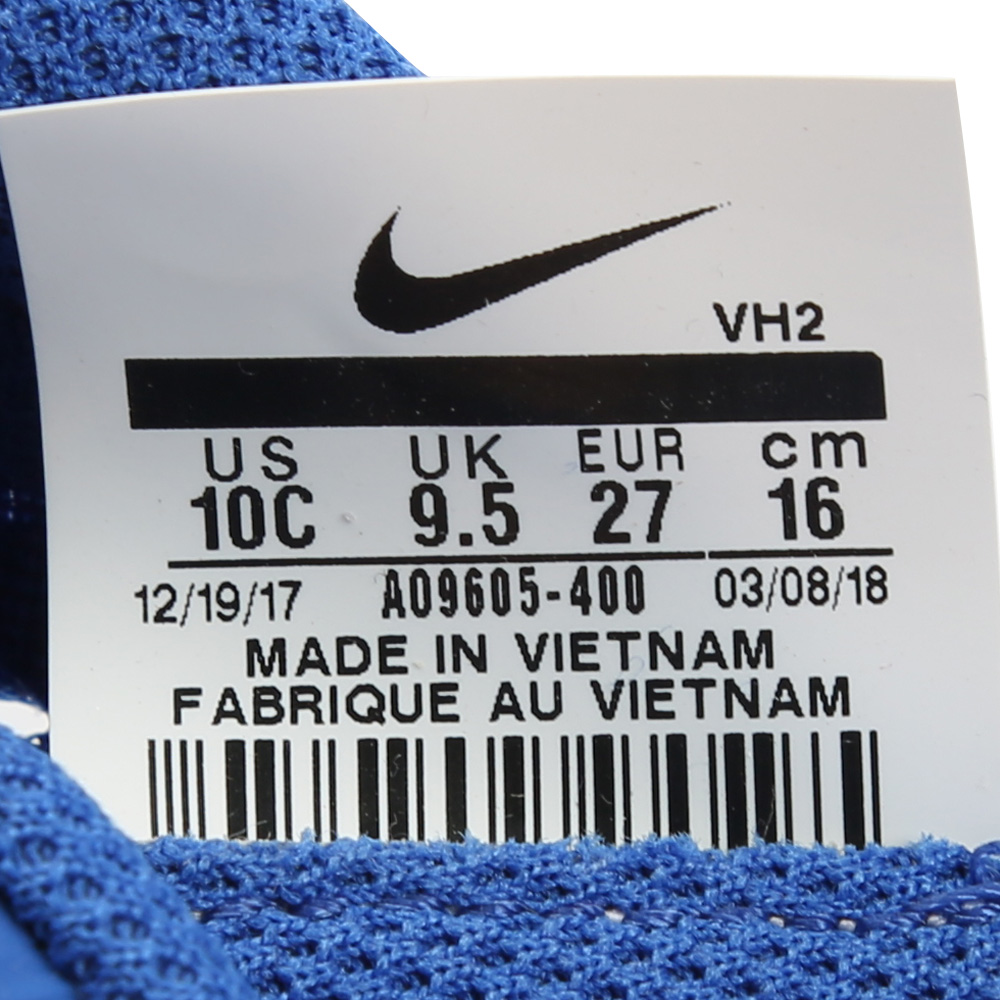 VH2
US UK EUR cm
10C 9.5 27 16
12/19/17 AO9605-400 03/08/18
MADE IN VIETNAM
FABRIQUE AU VIETNAM